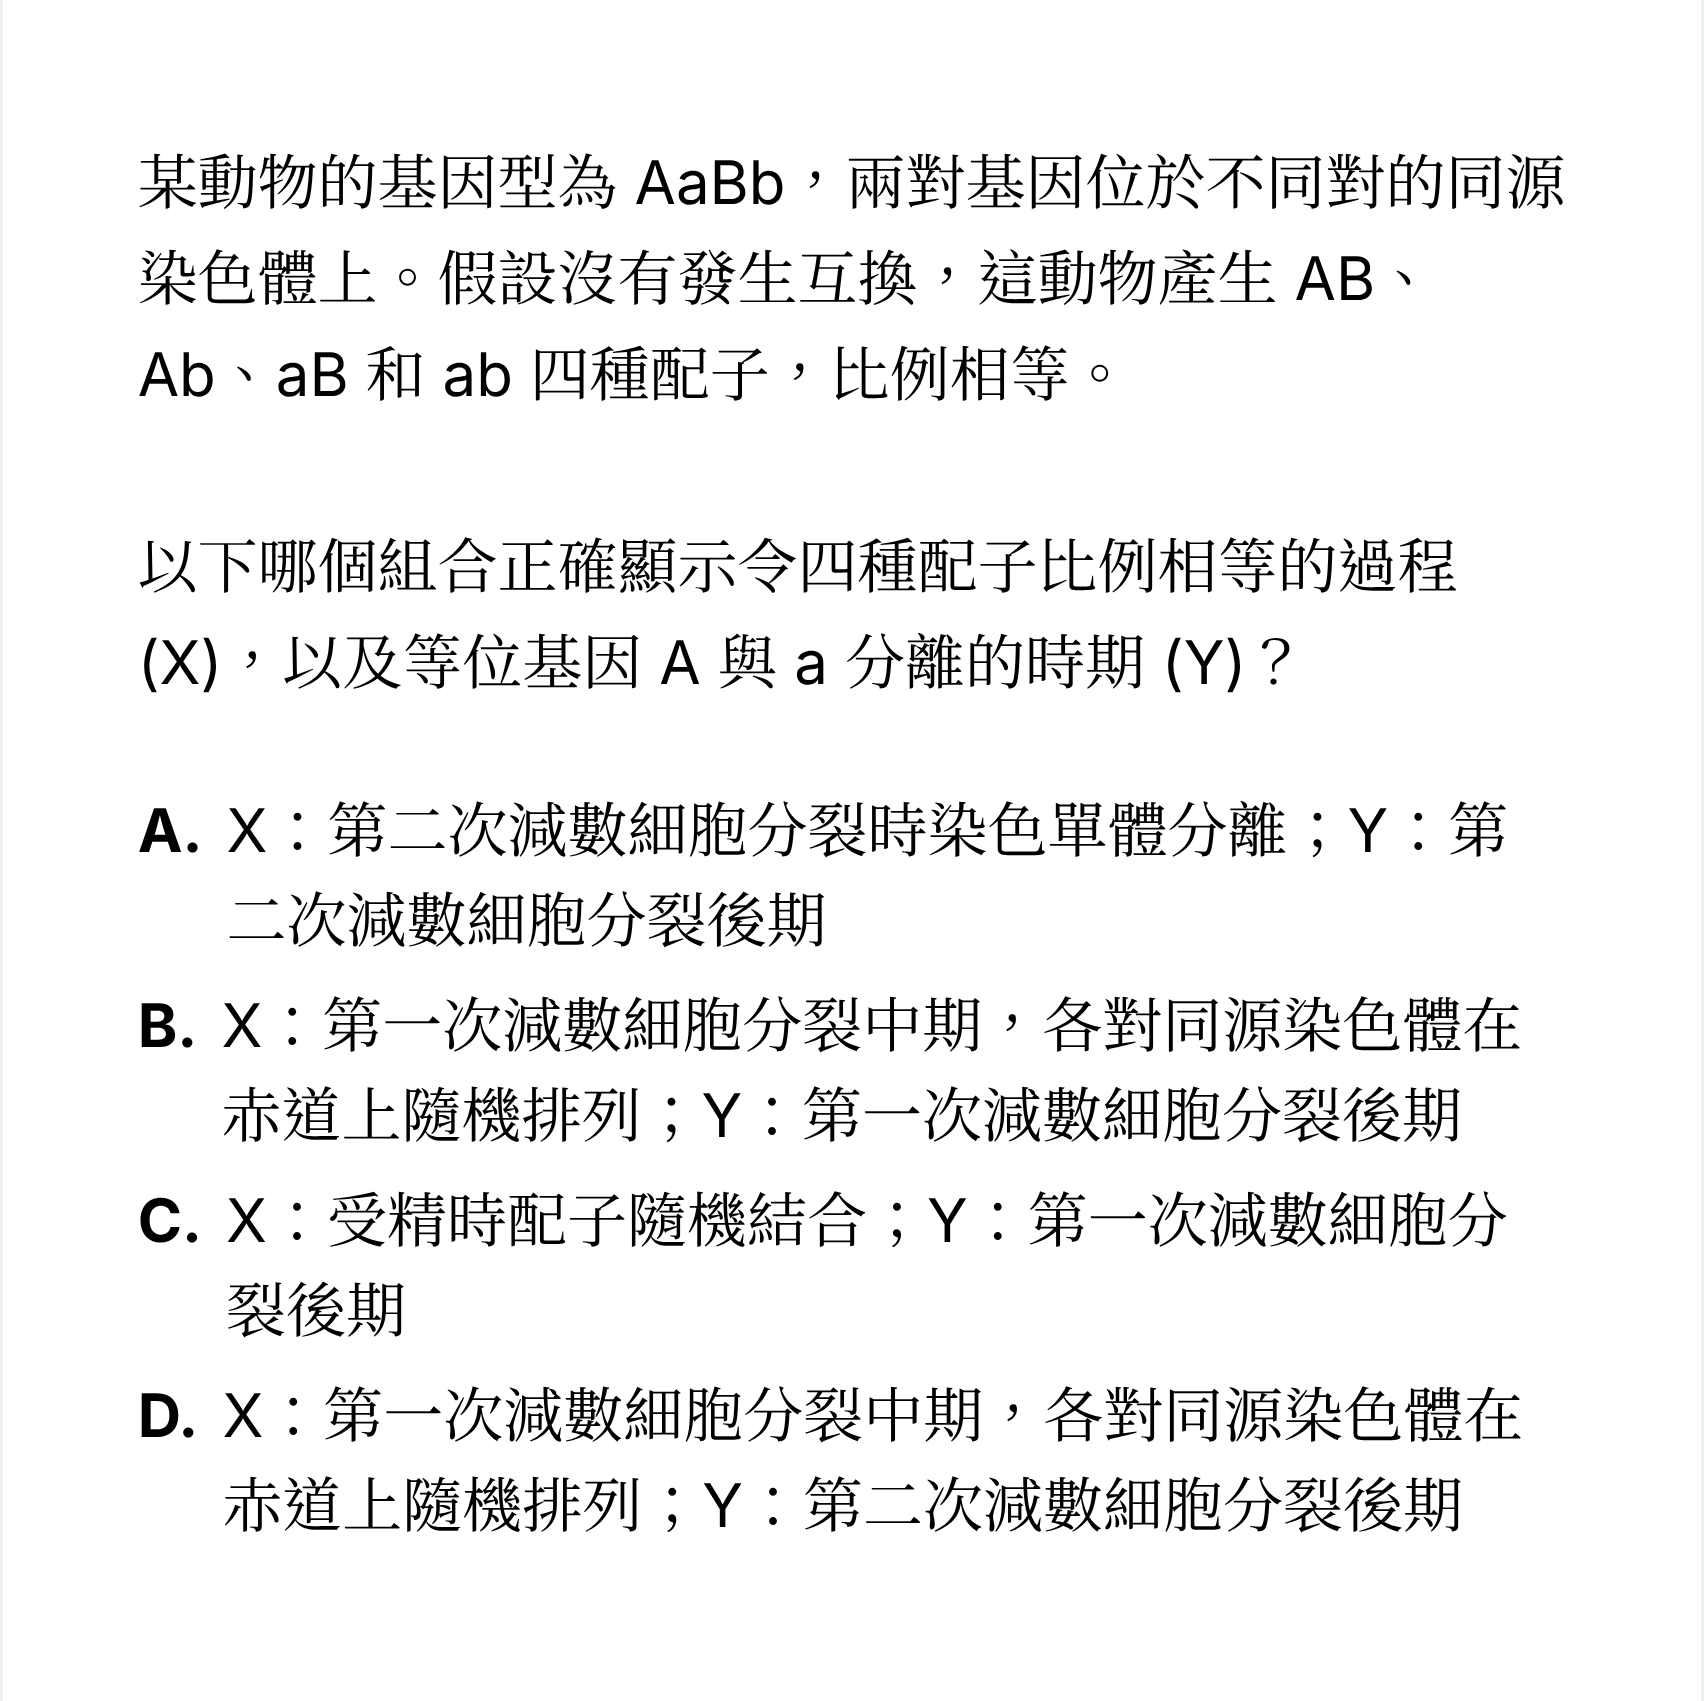 某動物的基因型為 AaBb，兩對基因位於不同對的同源
染色體上。假設沒有發生互換，這動物產生 AB、
Ab、aB 和 ab 四種配子，比例相等。
以下哪個組合正確顯示令四種配子比例相等的過程
(X)，以及等位基因 A 與 a 分離的時期 (Y)？
A. X：第二次減數細胞分裂時染色單體分離；Y：第
二次減數細胞分裂後期
B. X：第一次減數細胞分裂中期，各對同源染色體在
赤道上隨機排列；Y：第一次減數細胞分裂後期
C. X：受精時配子隨機結合；Y：第一次減數細胞分
裂後期
D. X：第一次減數細胞分裂中期，各對同源染色體在
赤道上隨機排列；Y：第二次減數細胞分裂後期